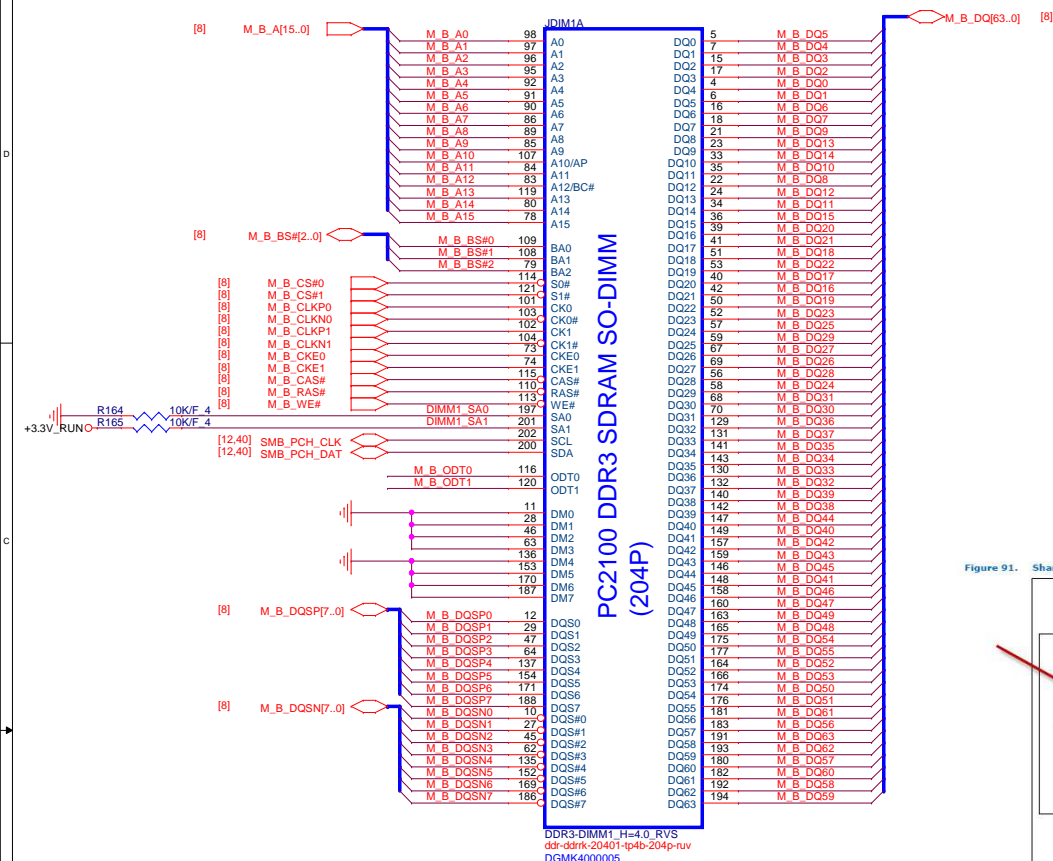 [8] M_B_A[15..0]
JDIM1A
M_B_DQ[63..0] [8]
M_B_A0 98 A0
M_B_A1 97 A1
M_B_A2 96 A2
M_B_A3 95 A3
M_B_A4 92 A4
M_B_A5 91 A5
M_B_A6 90 A6
M_B_A7 86 A7
M_B_A8 89 A8
M_B_A9 85 A9
M_B_A10 107 A10/AP
M_B_A11 84 A11
M_B_A12 83 A12/BC#
M_B_A13 119 A13
M_B_A14 80 A14
M_B_A15 78 A15
[8] M_B_BS#[2..0]
M_B_BS#0 109 BA0
M_B_BS#1 108 BA1
M_B_BS#2 79 BA2
[8] M_B_CS#0 114 S0#
[8] M_B_CS#1 121 S1#
[8] M_B_CLKP0 101 CK0
[8] M_B_CLKN0 103 CK0#
[8] M_B_CLKP1 102 CK1
[8] M_B_CLKN1 104 CK1#
[8] M_B_CKE0 73 CKE0
[8] M_B_CKE1 74 CKE1
[8] M_B_CAS# 115 CAS#
[8] M_B_RAS# 110 RAS#
[8] M_B_WE# 113 WE#
R164 10K/F_4 DIMM1_SA0 197 SA0
+3.3V_RUN R165 10K/F_4 DIMM1_SA1 201 SA1
[12,40] SMB_PCH_CLK 202 SCL
[12,40] SMB_PCH_DAT 200 SDA
M_B_ODT0 116 ODT0
M_B_ODT1 120 ODT1
11 DM0
28 DM1
46 DM2
63 DM3
136 DM4
153 DM5
170 DM6
187 DM7
[8] M_B_DQSP[7..0]
M_B_DQSP0 12 DQS0
M_B_DQSP1 29 DQS1
M_B_DQSP2 47 DQS2
M_B_DQSP3 64 DQS3
M_B_DQSP4 137 DQS4
M_B_DQSP5 154 DQS5
M_B_DQSP6 171 DQS6
M_B_DQSP7 188 DQS7
[8] M_B_DQSN[7..0]
M_B_DQSN0 10 DQS#0
M_B_DQSN1 27 DQS#1
M_B_DQSN2 45 DQS#2
M_B_DQSN3 62 DQS#3
M_B_DQSN4 135 DQS#4
M_B_DQSN5 152 DQS#5
M_B_DQSN6 169 DQS#6
M_B_DQSN7 186 DQS#7
PC2100 DDR3 SDRAM SO-DIMM
(204P)
DQ0 5 M_B_DQ5
DQ1 7 M_B_DQ4
DQ2 15 M_B_DQ3
DQ3 17 M_B_DQ2
DQ4 4 M_B_DQ0
DQ5 6 M_B_DQ1
DQ6 16 M_B_DQ6
DQ7 18 M_B_DQ7
DQ8 21 M_B_DQ9
DQ9 23 M_B_DQ13
DQ10 33 M_B_DQ14
DQ11 35 M_B_DQ10
DQ12 22 M_B_DQ8
DQ13 24 M_B_DQ12
DQ14 34 M_B_DQ11
DQ15 36 M_B_DQ15
DQ16 39 M_B_DQ20
DQ17 41 M_B_DQ21
DQ18 51 M_B_DQ18
DQ19 53 M_B_DQ22
DQ20 40 M_B_DQ17
DQ21 42 M_B_DQ16
DQ22 50 M_B_DQ19
DQ23 52 M_B_DQ23
DQ24 57 M_B_DQ25
DQ25 59 M_B_DQ29
DQ26 67 M_B_DQ27
DQ27 69 M_B_DQ26
DQ28 56 M_B_DQ28
DQ29 58 M_B_DQ24
DQ30 68 M_B_DQ31
DQ31 70 M_B_DQ30
DQ32 129 M_B_DQ36
DQ33 131 M_B_DQ37
DQ34 141 M_B_DQ35
DQ35 143 M_B_DQ34
DQ36 130 M_B_DQ33
DQ37 132 M_B_DQ32
DQ38 140 M_B_DQ39
DQ39 142 M_B_DQ38
DQ40 147 M_B_DQ44
DQ41 149 M_B_DQ40
DQ42 157 M_B_DQ42
DQ43 159 M_B_DQ43
DQ44 146 M_B_DQ45
DQ45 148 M_B_DQ41
DQ46 158 M_B_DQ46
DQ47 160 M_B_DQ47
DQ48 163 M_B_DQ49
DQ49 165 M_B_DQ48
DQ50 175 M_B_DQ54
DQ51 177 M_B_DQ55
DQ52 164 M_B_DQ52
DQ53 166 M_B_DQ53
DQ54 174 M_B_DQ50
DQ55 176 M_B_DQ51
DQ56 181 M_B_DQ61
DQ57 183 M_B_DQ56
DQ58 191 M_B_DQ63
DQ59 193 M_B_DQ62
DQ60 180 M_B_DQ57
DQ61 182 M_B_DQ60
DQ62 192 M_B_DQ58
DQ63 194 M_B_DQ59
DDR3-DIMM1_H=4.0_RVS
ddr-ddrrk-20401-tp4b-204p-ruv
DGMK4000005
D
C
Figure 91.